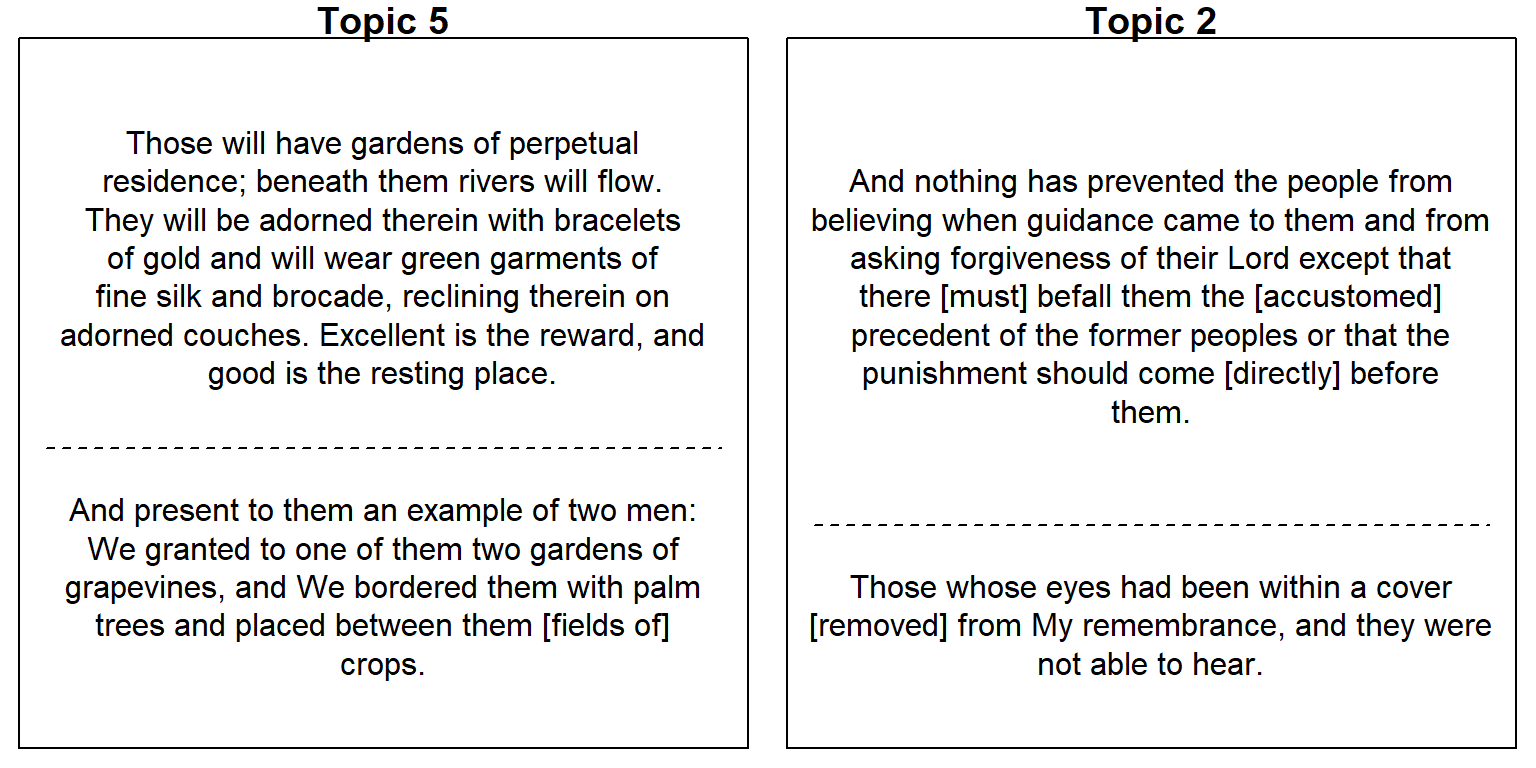 Topic 5
Those will have gardens of perpetual
residence; beneath them rivers will flow.
They will be adorned therein with bracelets
of gold and will wear green garments of
fine silk and brocade, reclining therein on
adorned couches. Excellent is the reward, and
good is the resting place.
And present to them an example of two men:
We granted to one of them two gardens of
grapevines, and We bordered them with palm
trees and placed between them [fields of]
crops.
Topic 2
And nothing has prevented the people from
believing when guidance came to them and from
asking forgiveness of their Lord except that
there [must] befall them the [accustomed]
precedent of the former peoples or that the
punishment should come [directly] before
them.
Those whose eyes had been within a cover
[removed] from My remembrance, and they were
not able to hear.